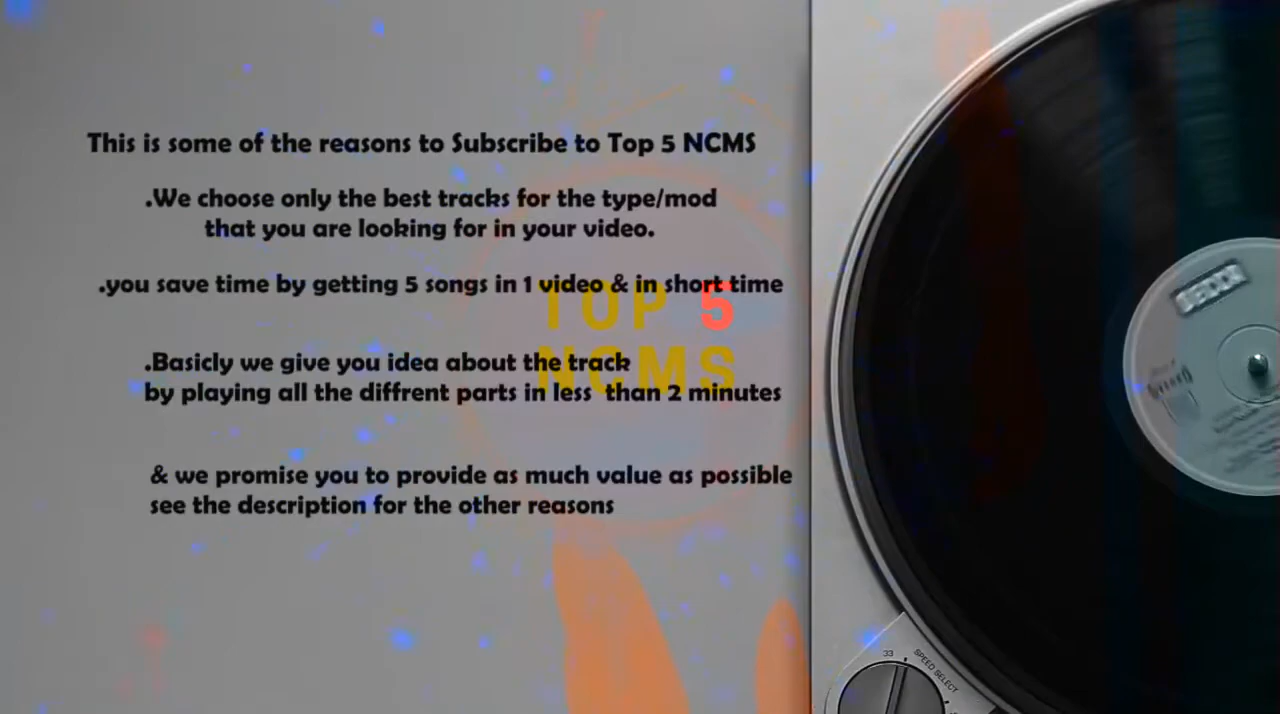 This is some of the reasons to Subscribe to Top 5 NCMS
.We choose only the best tracks for the type/mod
that you are looking for in your video.
.you save time by getting 5 songs in 1 video & in short time
TOP 5
NCMS
.Basicly we give you idea about the track
by playing all the diffrent parts in less than 2 minutes
& we promise you to provide as much value as possible
see the description for the other reasons
DECCA
33
SPEED SELECT